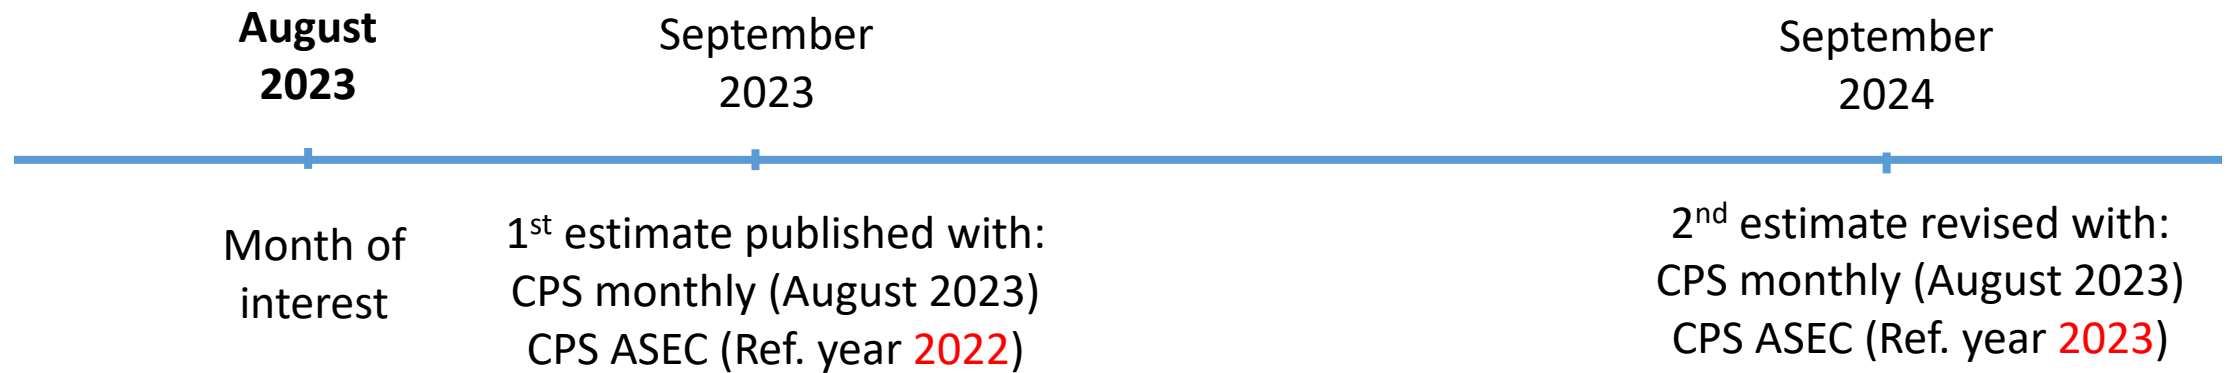 August
2023
Month of
interest
September
2023
1st estimate published with:
CPS monthly (August 2023)
CPS ASEC (Ref. year 2022)
September
2024
2nd estimate revised with:
CPS monthly (August 2023)
CPS ASEC (Ref. year 2023)